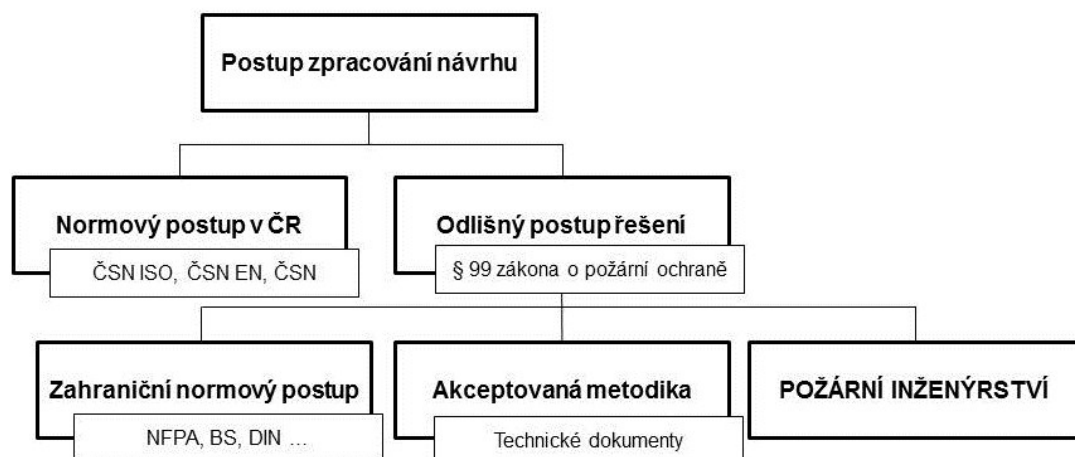 Postup zpracování návrhu
Normový postup v ČR
ČSN ISO, ČSN EN, ČSN
Odlišný postup řešení
§ 99 zákona o požární ochraně
Zahraniční normový postup
NFPA, BS, DIN ...
Akceptovaná metodika
Technické dokumenty
POŽÁRNÍ INŽENÝRSTVÍ